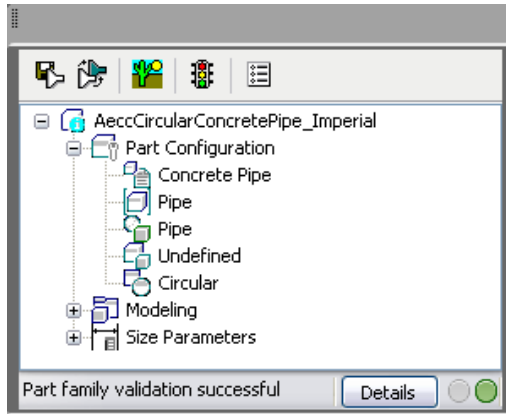 AeccCircularConcretePipe_Imperial
Part Configuration
Concrete Pipe
Pipe
Pipe
Undefined
Circular
Modeling
Size Parameters
Part family validation successful
Details